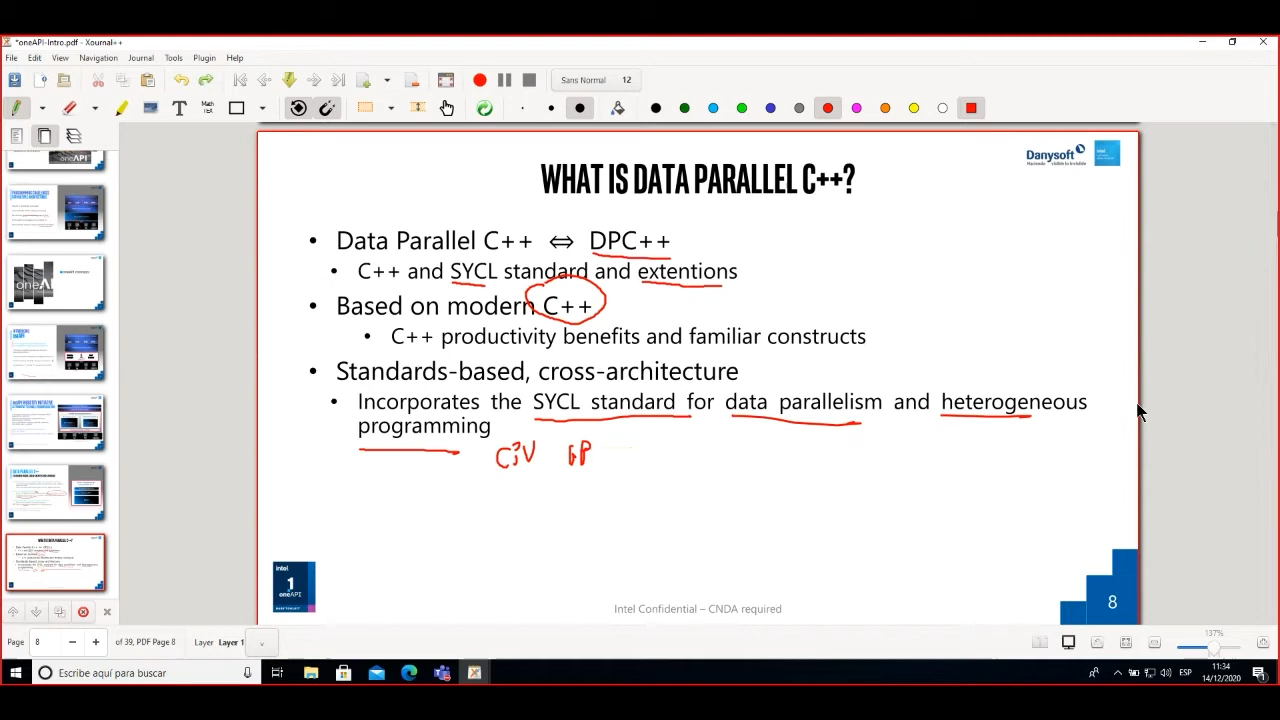 *oneAPI-Intro.pdf - Xournal++
File Edit View Navigation Journal Tools Plugin Help
Sans Normal 12
Danysoft
intel
WHAT IS DATA PARALLEL C++?
• Data Parallel C++ ⇔ DPC++
• C++ and SYCL standard and extentions
• Based on modern C++
• C++ productivity benefits and familiar constructs
• Standards-based, cross-architecture
• Incorporates the SYCL standard for data parallelism and heterogeneous
programming
GP
intel
1
oneAPI
Intel Confidential – CNDA required
8
Page 8 of 39, PDF Page 8 Layer Layer 1
137%
Escribe aquí para buscar
ESP
11:34
14/12/2020